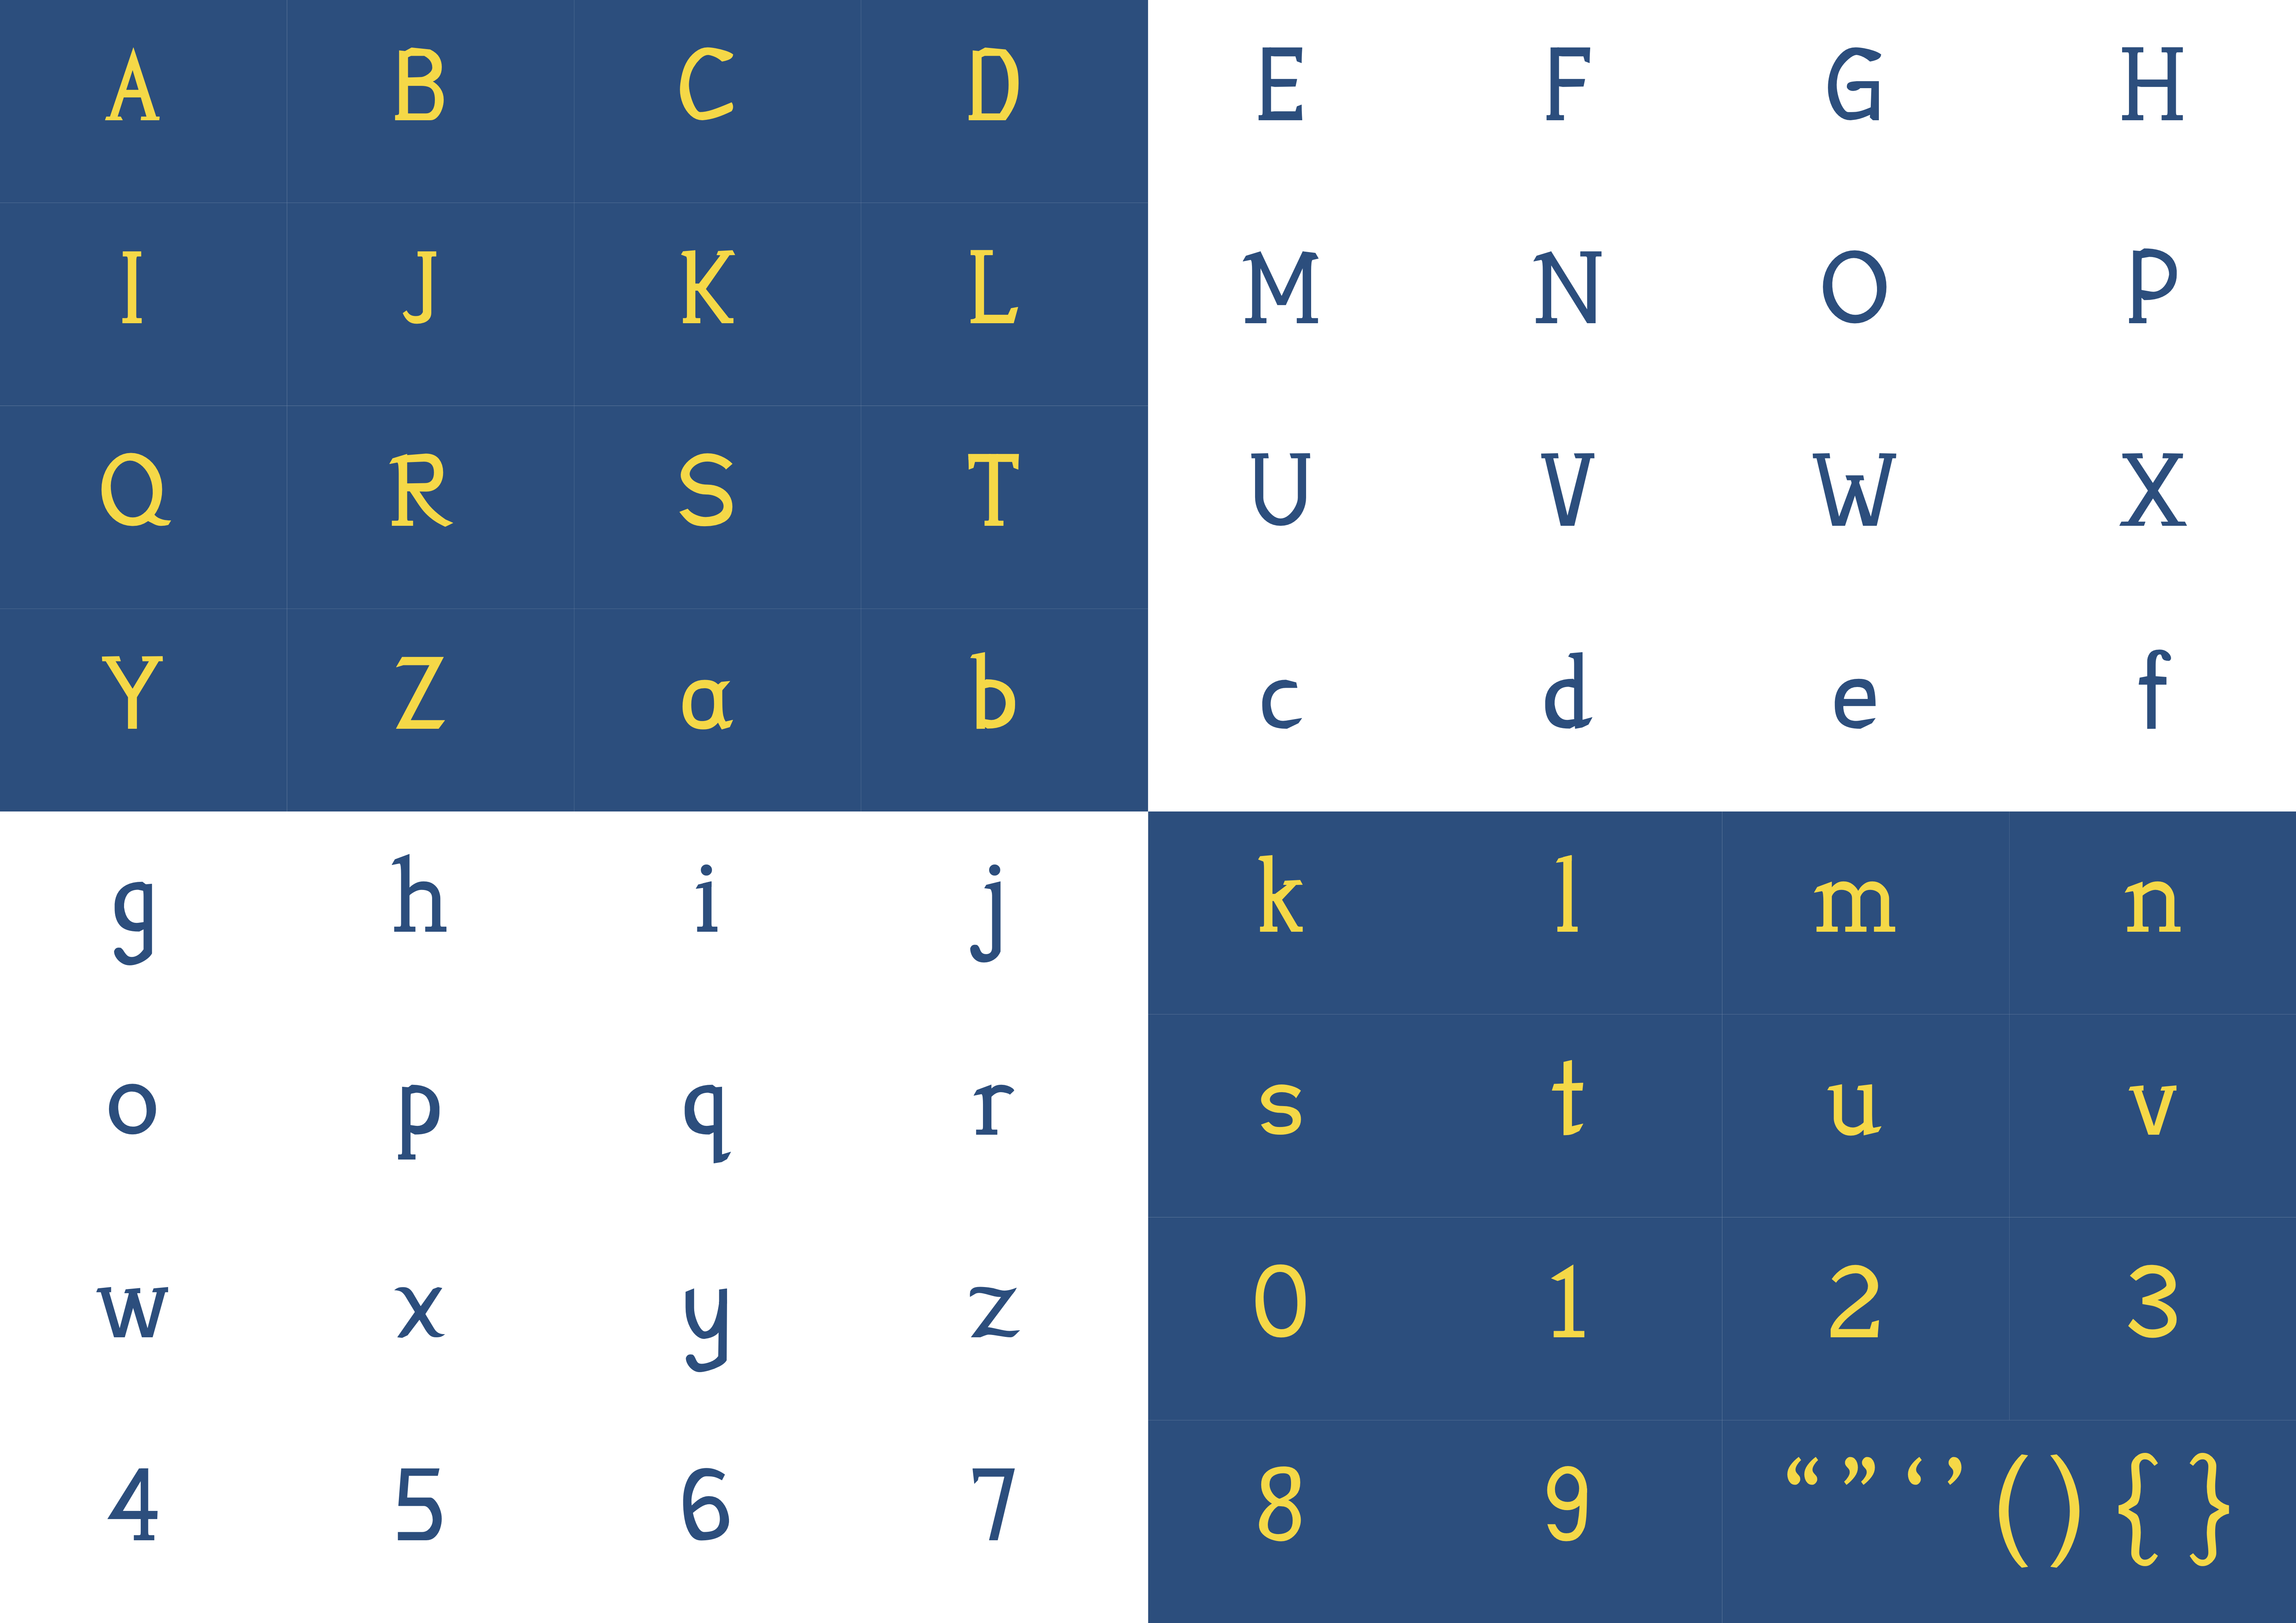 A B C D E F G H
I J K L M N O P
Q R S T U V W X
Y Z a b c d e f
g h i j k l m n
o p q r s t u v
w x y z 0 1 2 3
4 5 6 7 8 9 “ ” ‘ ’ ( ) { }